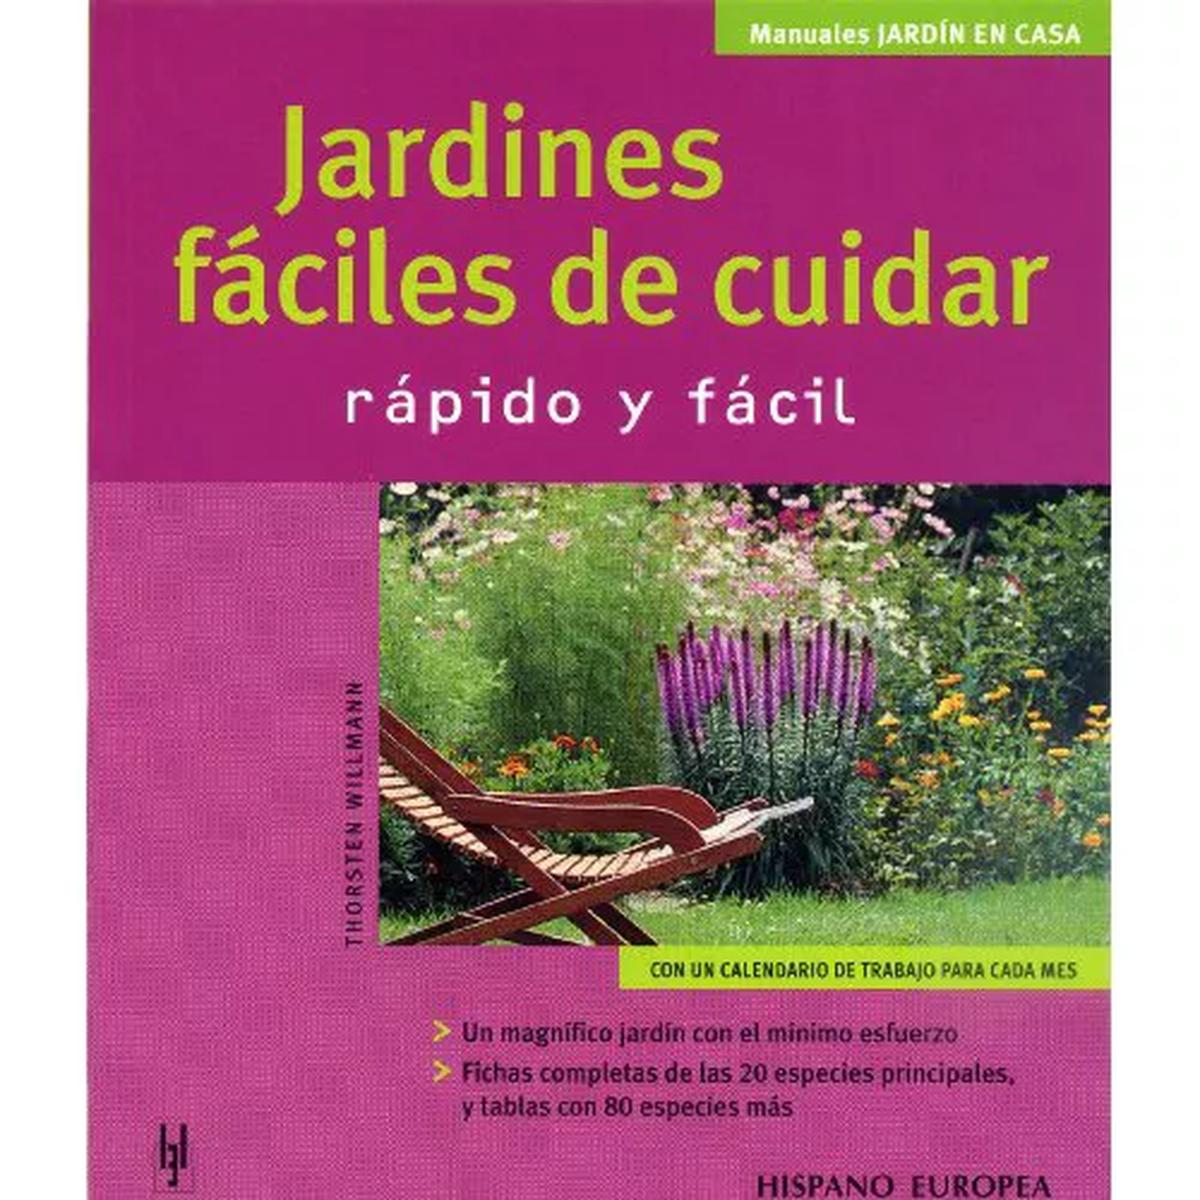 Manuales JARDÍN EN CASA
Jardines
fáciles de cuidar
rápido y fácil
THORSTEN WILLMANN
CON UN CALENDARIO DE TRABAJO PARA CADA MES
> Un magnífico jardín con el mínimo esfuerzo
> Fichas completas de las 20 especies principales,
y tablas con 80 especies más
HISPANO EUROPEA